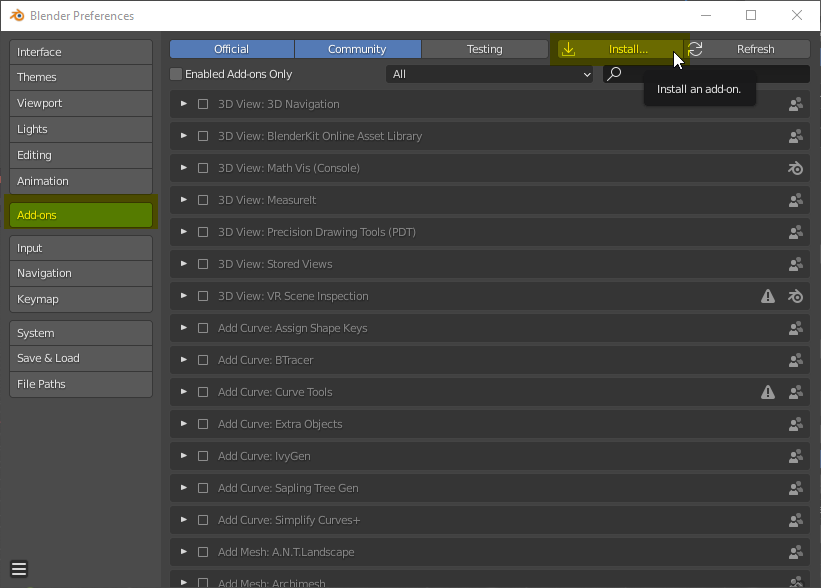 Blender Preferences
Interface
Themes
Viewport
Lights
Editing
Animation
Add-ons
Input
Navigation
Keymap
System
Save & Load
File Paths
Official Community Testing Install... Refresh
Enabled Add-ons Only All
Install an add-on.
3D View: 3D Navigation
3D View: BlenderKit Online Asset Library
3D View: Math Vis (Console)
3D View: MeasureIt
3D View: Precision Drawing Tools (PDT)
3D View: Stored Views
3D View: VR Scene Inspection
Add Curve: Assign Shape Keys
Add Curve: BTracer
Add Curve: Curve Tools
Add Curve: Extra Objects
Add Curve: IvyGen
Add Curve: Sapling Tree Gen
Add Curve: Simplify Curves+
Add Mesh: A.N.T.Landscape
Add Mesh: Archimesh